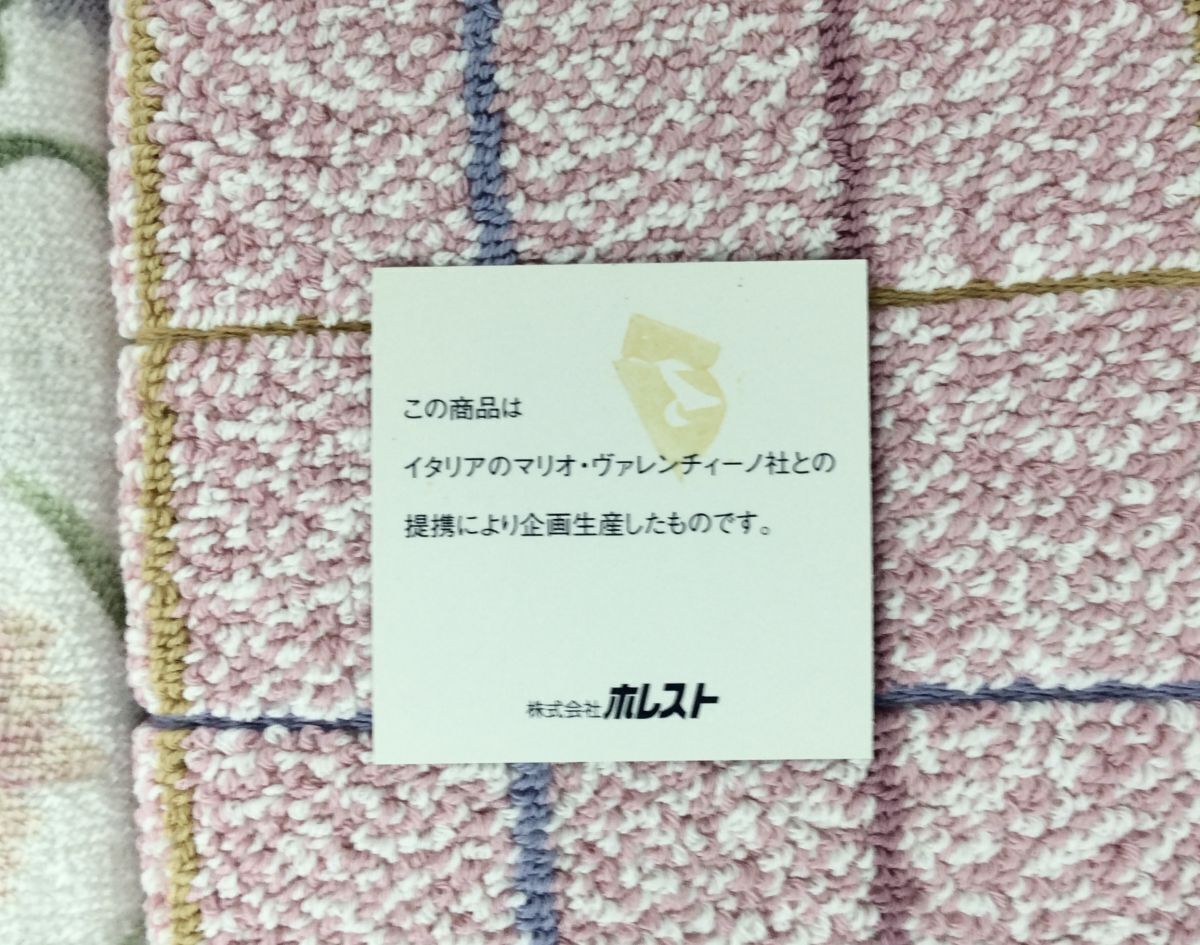 この商品は
イタリアのマリオ・ヴァレンチィーノ社との
提携により企画生産したものです。
株式会社ホレスト